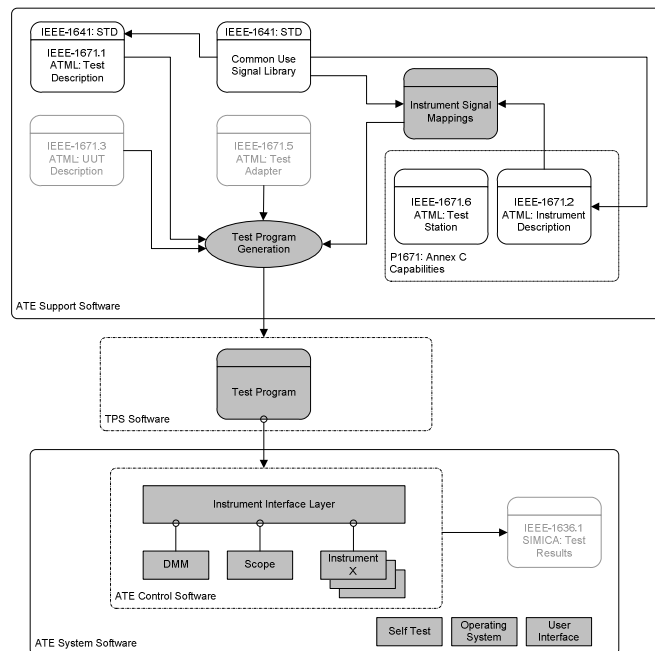 IEEE-1641: STD
IEEE-1671.1
ATML: Test
Description
IEEE-1641: STD
Common Use
Signal Library
Instrument Signal
Mappings
IEEE-1671.3
ATML: UUT
Description
IEEE-1671.5
ATML: Test
Adapter
IEEE-1671.6
ATML: Test
Station
IEEE-1671.2
ATML: Instrument
Description
P1671: Annex C
Capabilities
Test Program
Generation
ATE Support Software
Test Program
TPS Software
Instrument Interface Layer
DMM
Scope
Instrument
X
ATE Control Software
IEEE-1636.1
SIMICA: Test
Results
Self Test
Operating
System
User
Interface
ATE System Software